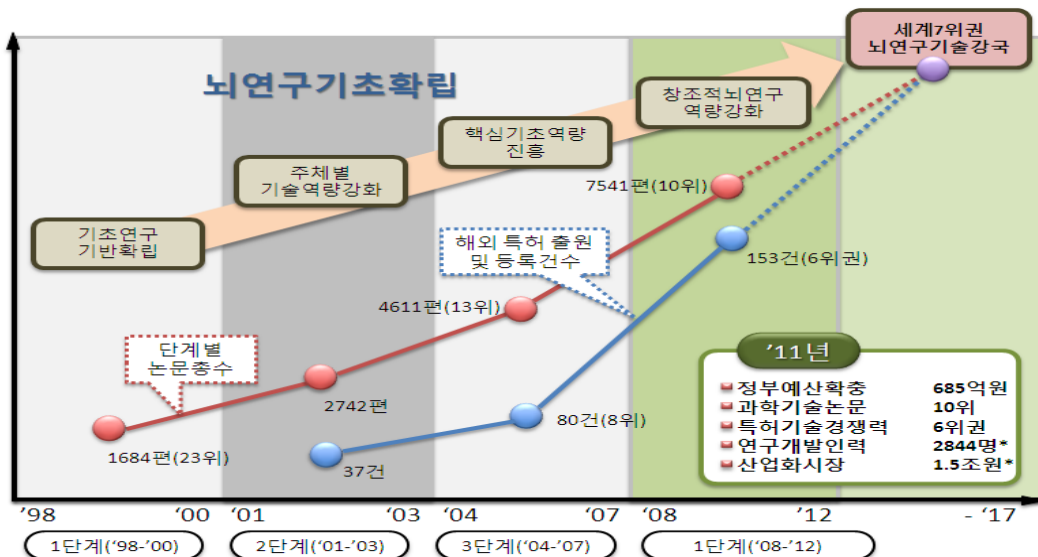 세계7위권
뇌연구기술강국
뇌연구기초확립
창조적뇌연구
역량강화
핵심기초역량
진흥
주체별
기술역량강화
기초연구
기반확립
7541편(10위)
해외 특허 출원
및 등록건수
153건(6위권)
4611편(13위)
단계별
논문총수
2742편
80건(8위)
1684편(23위)
37건
’11년
정부예산확충 685억원
과학기술논문 10위
특허기술경쟁력 6위권
연구개발인력 2844명*
산업화시장 1.5조원*
‘98 ‘00 ‘01 ‘03 ‘04 ‘07 ‘08 ‘12 - ‘17
1단계(‘98-’00) 2단계(‘01-’03) 3단계(‘04-’07) 1단계(‘08-’12)